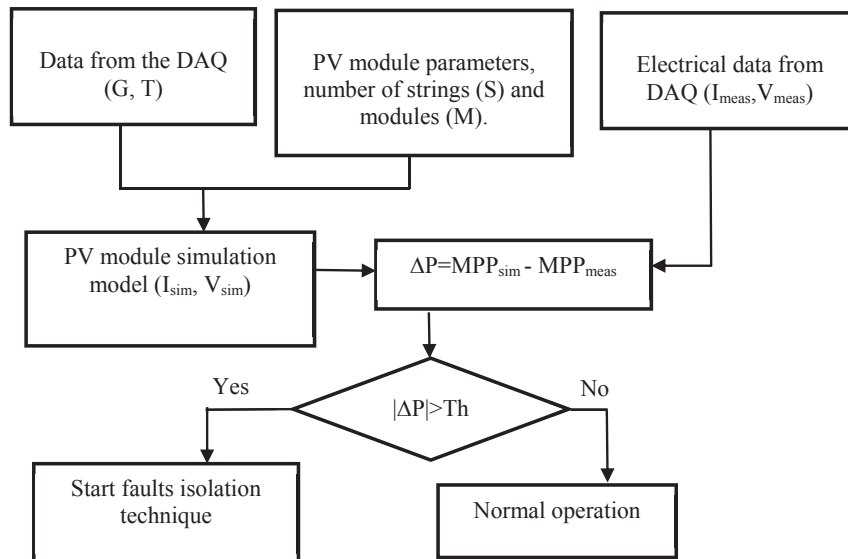 Data from the DAQ
(G, T)
PV module parameters,
number of strings (S) and
modules (M).
Electrical data from
DAQ (Imeas,Vmeas)
PV module simulation
model (Isim, Vsim)
ΔP=MPPsim - MPPmeas
Yes
|ΔP|>Th
No
Start faults isolation
technique
Normal operation